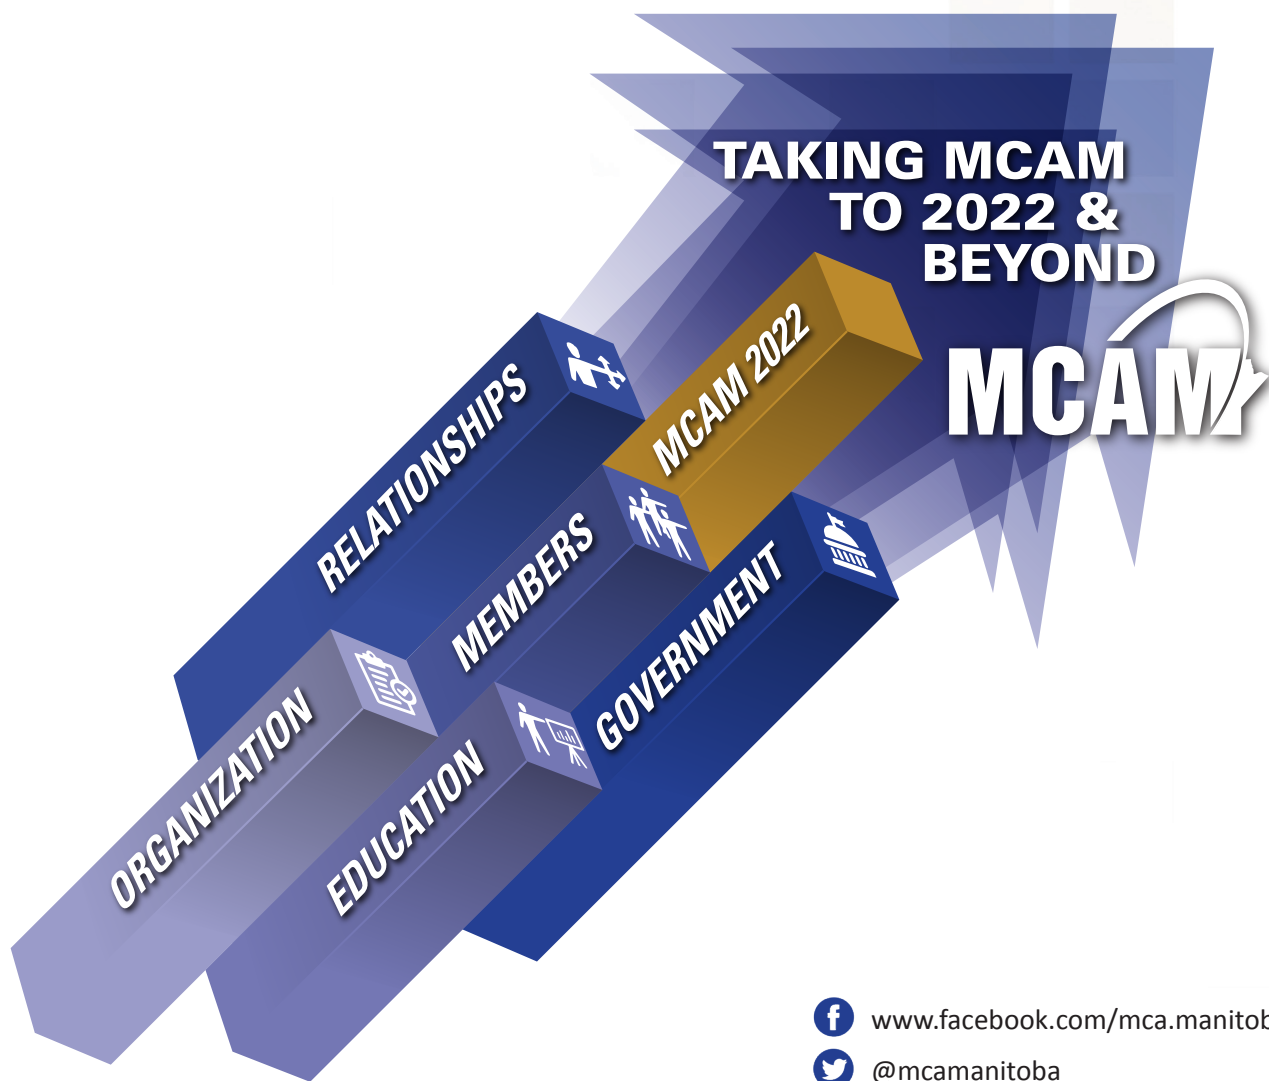 TAKING MCAM
TO 2022 &
BEYOND
MCAM
MCAM 2022
RELATIONSHIPS
MEMBERS
GOVERNMENT
ORGANIZATION
EDUCATION
www.facebook.com/mca.manitob
@mcamanitoba